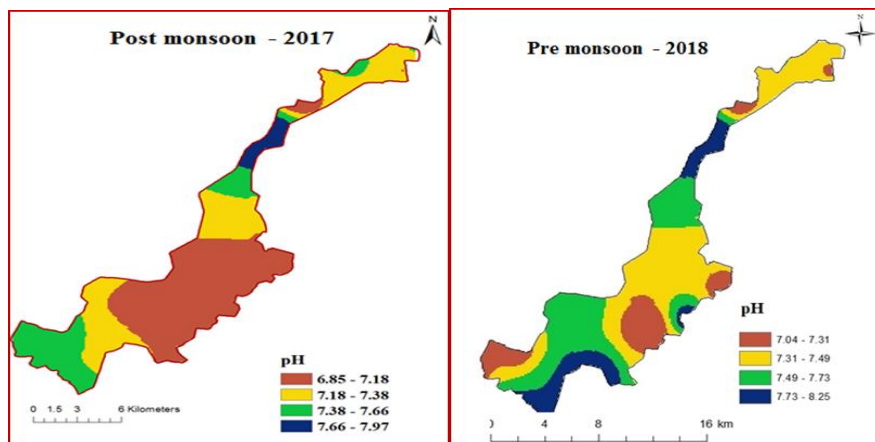 Post monsoon - 2017
N
pH
6.85 - 7.18
7.18 - 7.38
7.38 - 7.66
7.66 - 7.97
0 1.5 3 6 Kilometers
Pre monsoon - 2018
N
pH
7.04 - 7.31
7.31 - 7.49
7.49 - 7.73
7.73 - 8.25
0 4 8 16 km